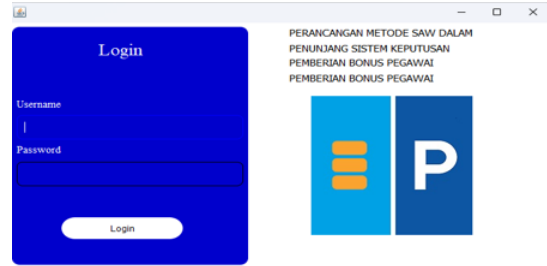 Login
Username
Password
Login
PERANCANGAN METODE SAW DALAM
PENUNJANG SISTEM KEPUTUSAN
PEMBERIAN BONUS PEGAWAI
PEMBERIAN BONUS PEGAWAI
P